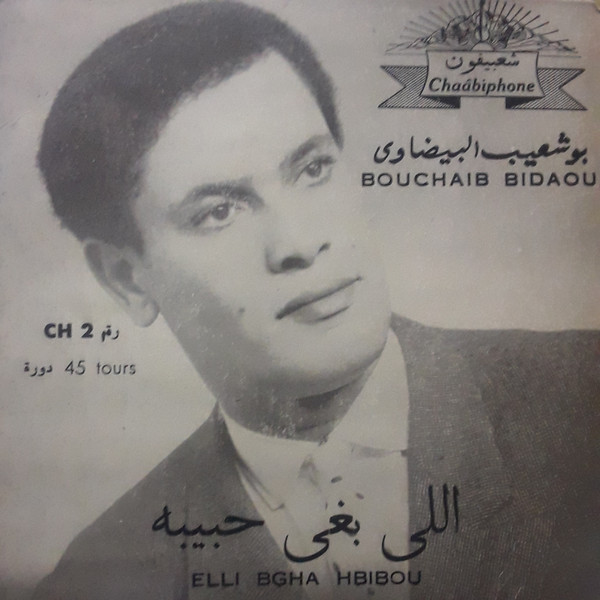 شعبيفون
Chaâbiphone
بوشعيب البيضاوى
BOUCHAIB BIDAOU
CH 2 رقم
45 tours دورة
اللى بغى حبيبه
ELLI BGHA HBIBOU